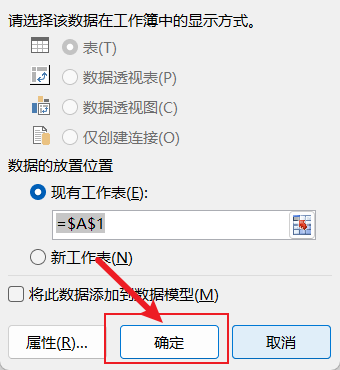 请选择该数据在工作簿中的显示方式。
表(T)
数据透视表(P)
数据透视图(C)
仅创建连接(O)
数据的放置位置
现有工作表(E):
=$A$1
新工作表(N)
将此数据添加到数据模型(M)
属性(R)... 确定 取消